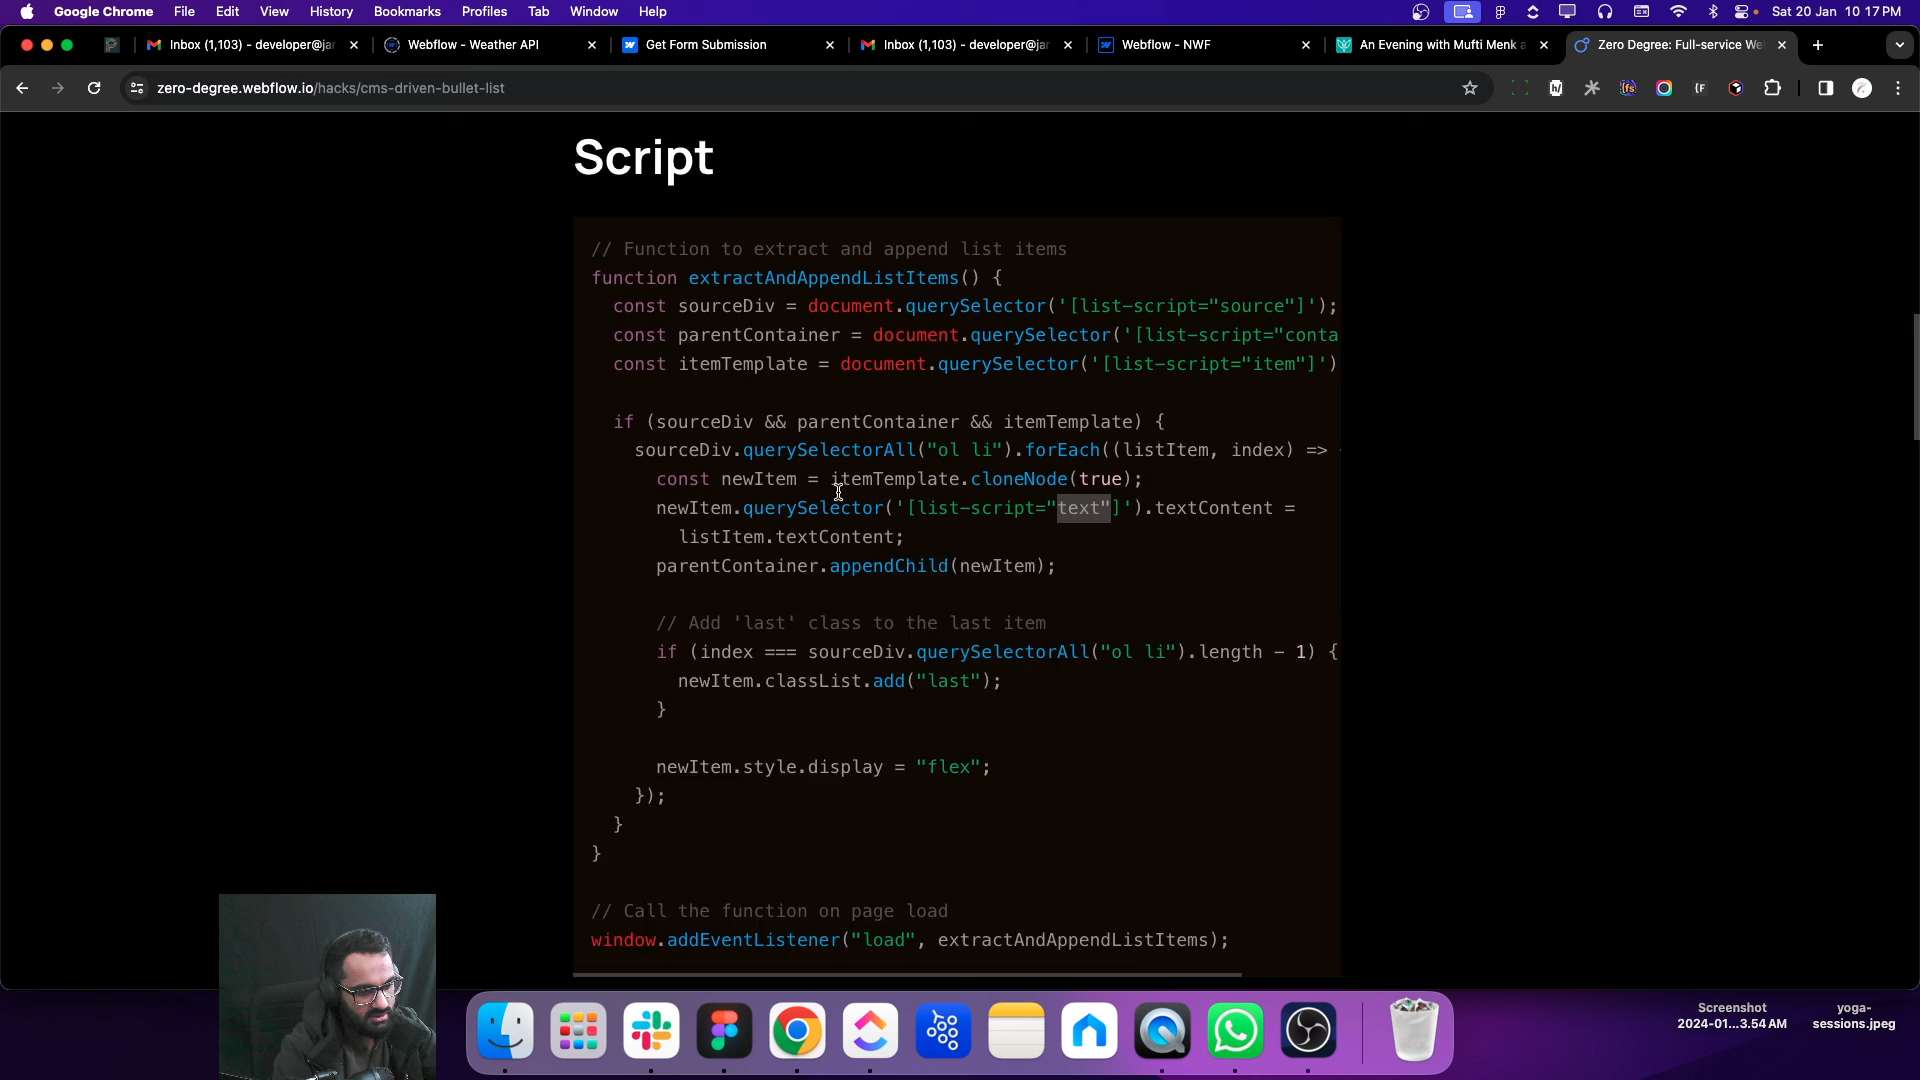 Google Chrome File Edit View History Bookmarks Profiles Tab Window Help Sat 20 Jan 10 17 PM
Inbox (1,103) - developer@jar Webflow - Weather API Get Form Submission Inbox (1,103) - developer@jar Webflow - NWF An Evening with Mufti Menk a Zero Degree: Full-service We
zero-degree.webflow.io/hacks/cms-driven-bullet-list
Script
// Function to extract and append list items
function extractAndAppendListItems() {
const sourceDiv = document.querySelector('[list-script="source"]');
const parentContainer = document.querySelector('[list-script="conta
const itemTemplate = document.querySelector('[list-script="item"]')
if (sourceDiv && parentContainer && itemTemplate) {
sourceDiv.querySelectorAll("ol li").forEach((listItem, index) =>
const newItem = itemTemplate.cloneNode(true);
newItem.querySelector('[list-script="text"]').textContent =
listItem.textContent;
parentContainer.appendChild(newItem);
// Add 'last' class to the last item
if (index === sourceDiv.querySelectorAll("ol li").length - 1) {
newItem.classList.add("last");
}
newItem.style.display = "flex";
});
}
}
// Call the function on page load
window.addEventListener("load", extractAndAppendListItems);
Screenshot
2024-01...3.54 AM
yoga-
sessions.jpeg